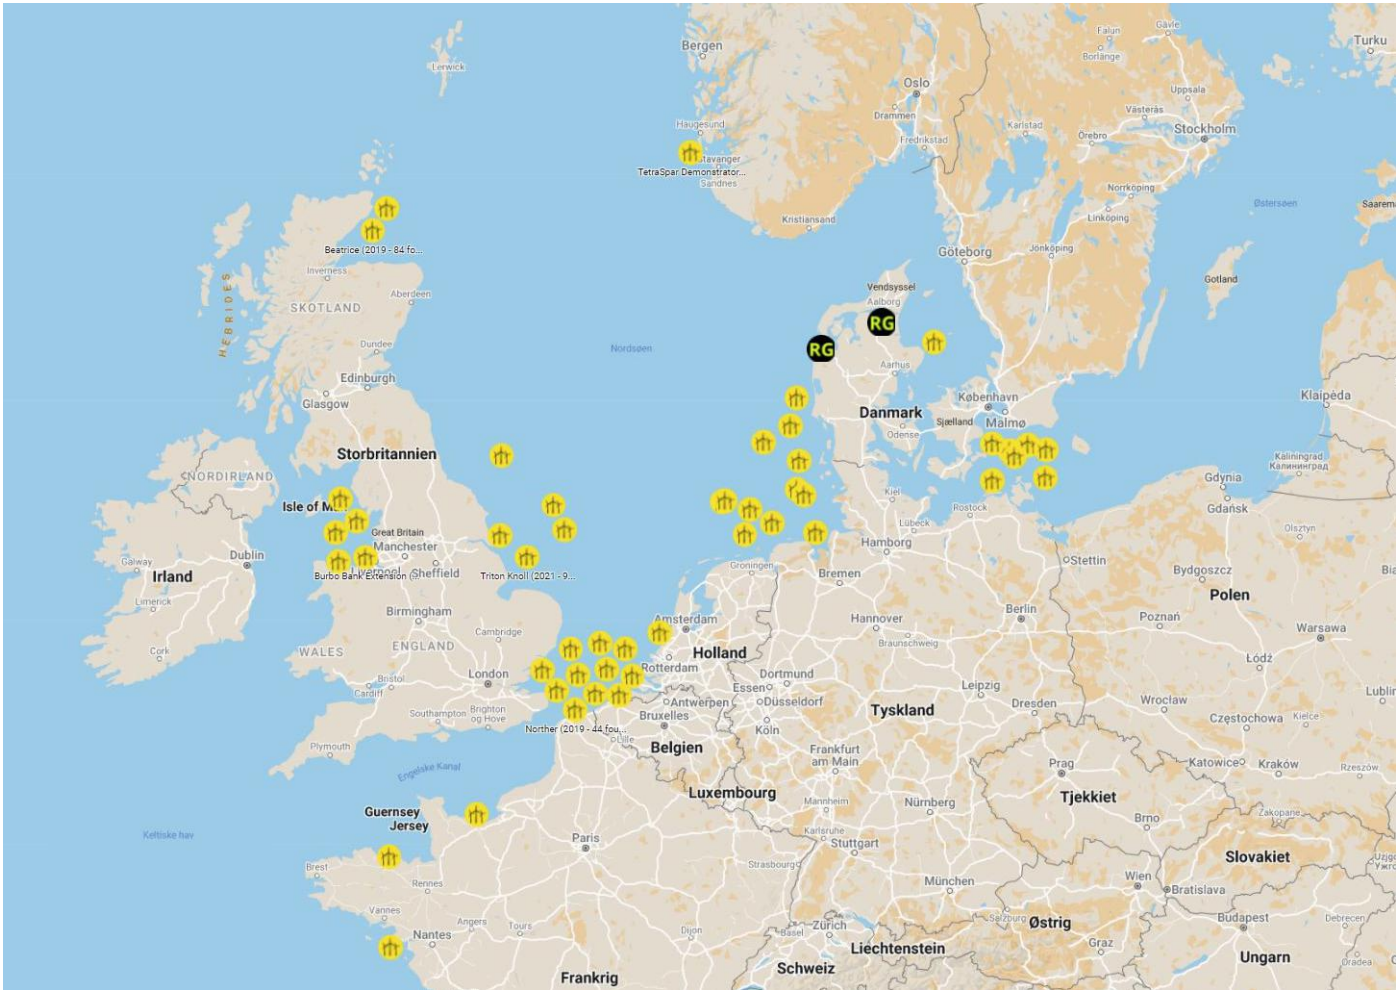 Bergen
Falun
Gävle
Turku
Borlänge
Lerwick
Oslo
Uppsala
Drammen
Västerås
Haugesund
Karlstad
Stockholm
Fredrikstad
Örebro
tavanger
TetraSpar Demonstrator...
Sandnes
Norrköping
Kristiansand
Linköping
Østersøen
Saarem
Beatrice (2019 - 84 fo...
Göteborg
Jönköping
Inverness
HEBRIDES
Gotland
Vendsyssel
Aberdeen
Aalborg
SKOTLAND
RG
RG
Dundee
Nordsøen
Aarhus
Edinburgh
Glasgow
København
Klaipėda
Danmark
Sjælland
Malmö
Odense
Storbritannien
Kaliningrad
Калининград
NORDIRLAND
Gdynia
Kiel
Isle of M
Rostock
Gdańsk
Lübeck
Great Britain
Olsztyn
Hamborg
Manchester
Dublin
Galway
Stettin
Groningen
Liverpool
Sheffield
Burbo Bank Extension (...
Triton Knoll (2021 - 9...
Irland
Bremen
Bydgoszcz
Bia
Polen
Limerick
Birmingham
Amsterdam
Hannover
Berlin
Poznań
Warsawa
Cambridge
WALES
ENGLAND
Braunschweig
Cork
Holland
Łódź
Rotterdam
London
Dortmund
Bristol
Essen
Leipzig
Lublin
Cardiff
Antwerpen
Düsseldorf
Dresden
Wrocław
Southampton
Brighton
og Hove
Bruxelles
Tyskland
Częstochowa
Kielce
Norther (2019 - 44 fou...
Köln
Lille
Plymouth
Belgien
Frankfurt
am Main
Prag
Katowice
Kraków
Rzeszów
Engelske Kanal
Luxembourg
Tjekkiet
Mannheim
Nürnberg
Guernsey
Jersey
Zakopane
Brno
Keltiske hav
Karlsruhe
Paris
Stuttgart
Slovakiet
Brest
Strasbourg
Rennes
München
Wien
Bratislava
Vannes
Salzburg
Budapest
Debrecen
Østrig
Angers
Tours
Dijon
Basel
Zürich
Nantes
Graz
Liechtenstein
Ungarn
Oradea
Schweiz
Frankrig